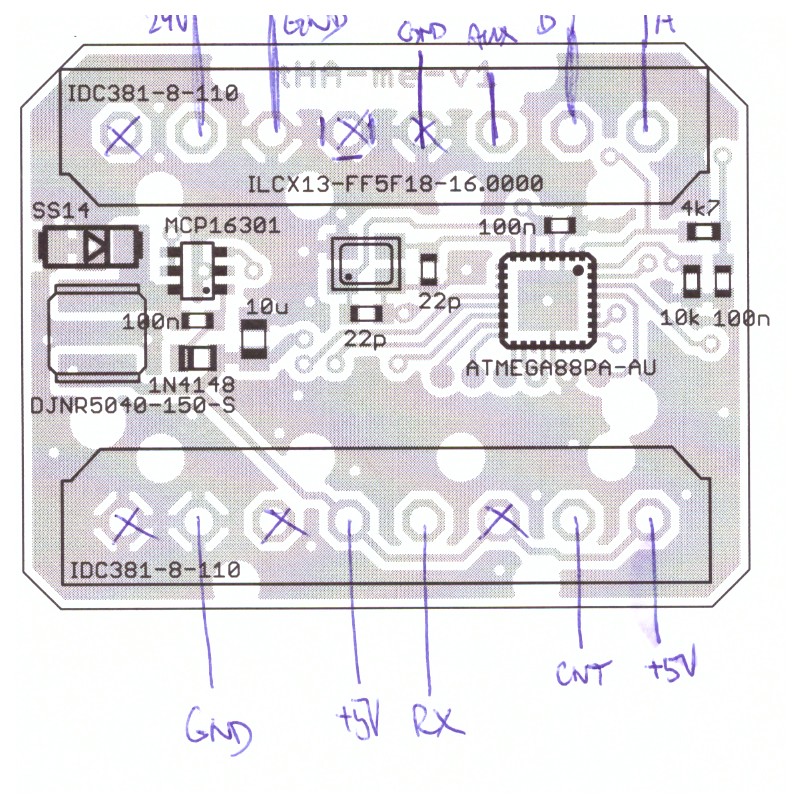 24V GND GND AUX B A
tHA-me-v1
IDC381-8-110
ILCX13-FF5F18-16.0000
SS14
MCP16301
100n
4k7
22p
10u
100n
22p
10k 100n
1N4148
ATMEGA88PA-AU
DJNR5040-150-S
IDC381-8-110
CNT +5V
GND +5V RX